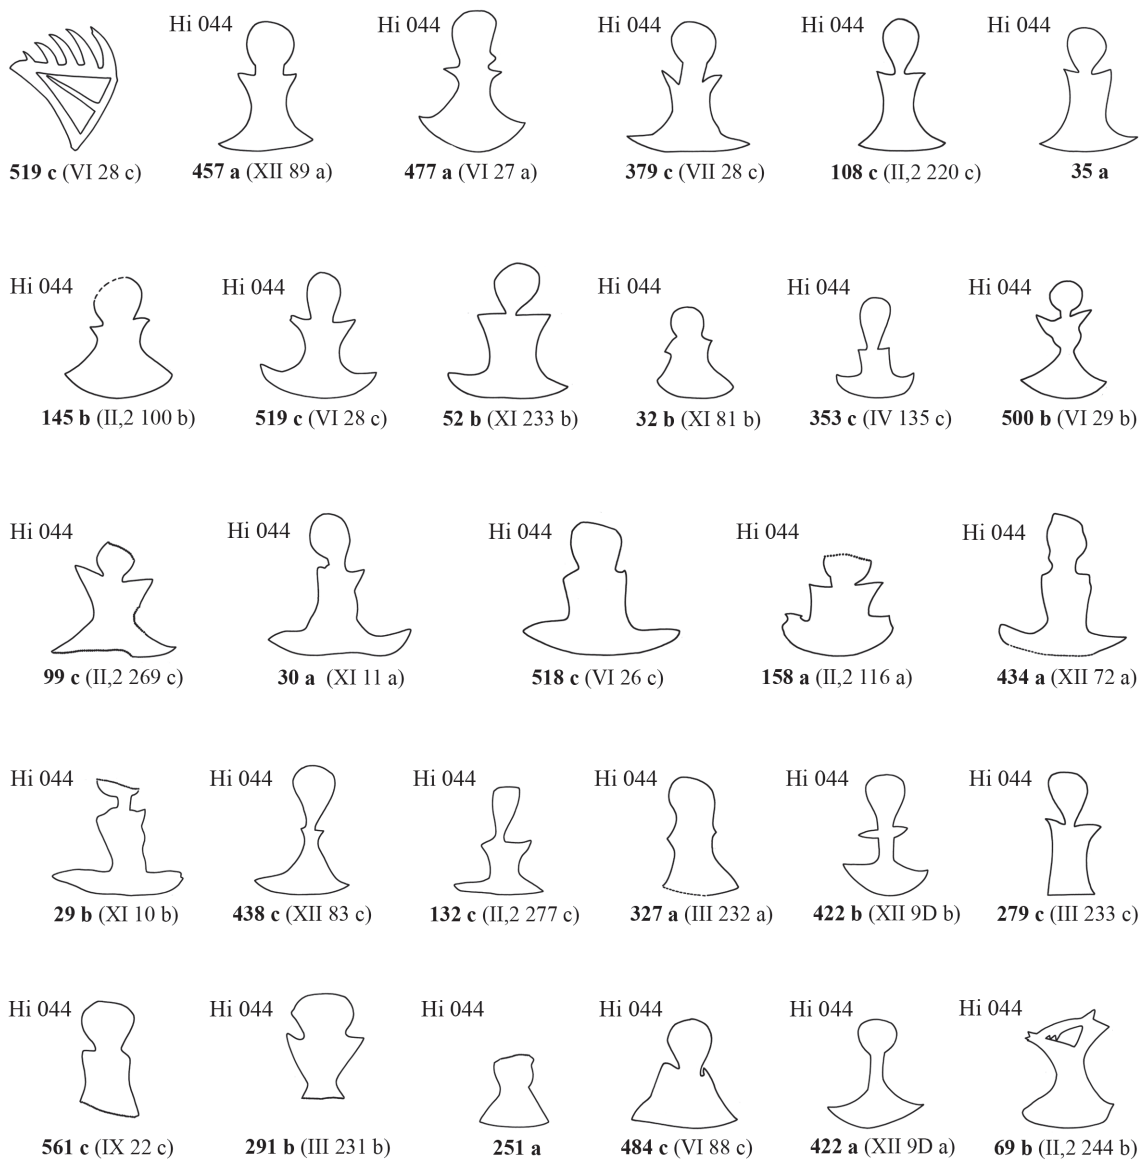 Hi 044 Hi 044 Hi 044 Hi 044 Hi 044
519 c (VI 28 c) 457 a (XII 89 a) 477 a (VI 27 a) 379 c (VII 28 c) 108 c (II,2 220 c) 35 a
Hi 044 Hi 044 Hi 044 Hi 044 Hi 044
145 b (II,2 100 b) 519 c (VI 28 c) 52 b (XI 233 b) 32 b (XI 81 b) 353 c (IV 135 c) 500 b (VI 29 b)
Hi 044 Hi 044 Hi 044 Hi 044 Hi 044
99 c (II,2 269 c) 30 a (XI 11 a) 518 c (VI 26 c) 158 a (II,2 116 a) 434 a (XII 72 a)
Hi 044 Hi 044 Hi 044 Hi 044 Hi 044 Hi 044
29 b (XI 10 b) 438 c (XII 83 c) 132 c (II,2 277 c) 327 a (III 232 a) 422 b (XII 9D b) 279 c (III 233 c)
Hi 044 Hi 044 Hi 044 Hi 044 Hi 044 Hi 044
561 c (IX 22 c) 291 b (III 231 b) 251 a 484 c (VI 88 c) 422 a (XII 9D a) 69 b (II,2 244 b)